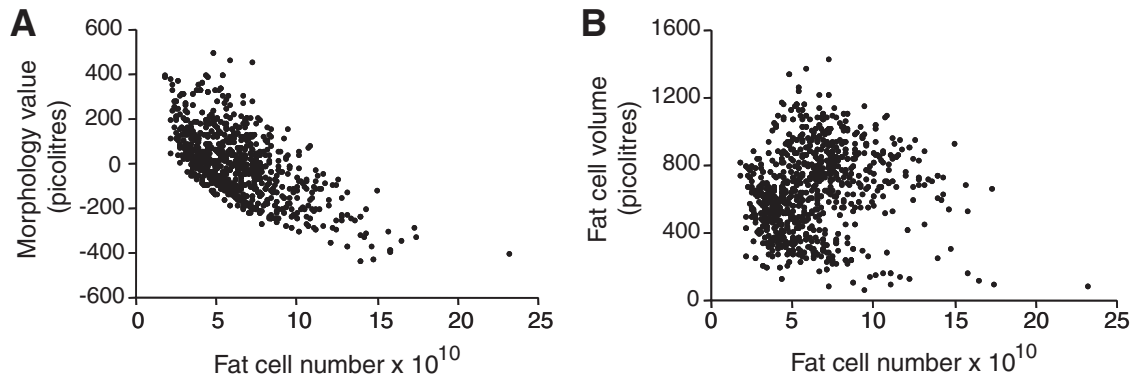 A
Morphology value
(picolitres)
600
400
200
0
-200
-400
-600
0 5 10 15 20 25
Fat cell number x 10^10
B
Fat cell volume
(picolitres)
1600
1200
800
400
0
0 5 10 15 20 25
Fat cell number x 10^10